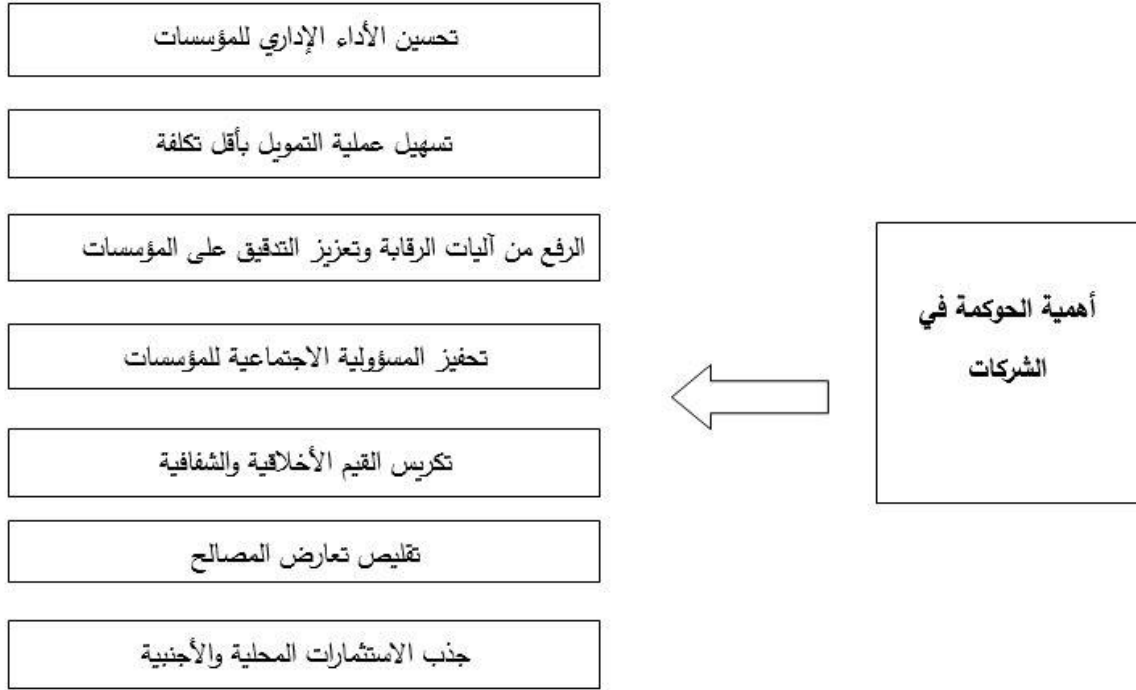 أهمية الحوكمة في
الشركات
تحسين الأداء الإداري للمؤسسات
تسهيل عملية التمويل بأقل تكلفة
الرفع من آليات الرقابة وتعزيز التدقيق على المؤسسات
تحفيز المسؤولية الاجتماعية للمؤسسات
تكريس القيم الأخلاقية والشفافية
تقليص تعارض المصالح
جذب الاستثمارات المحلية والأجنبية